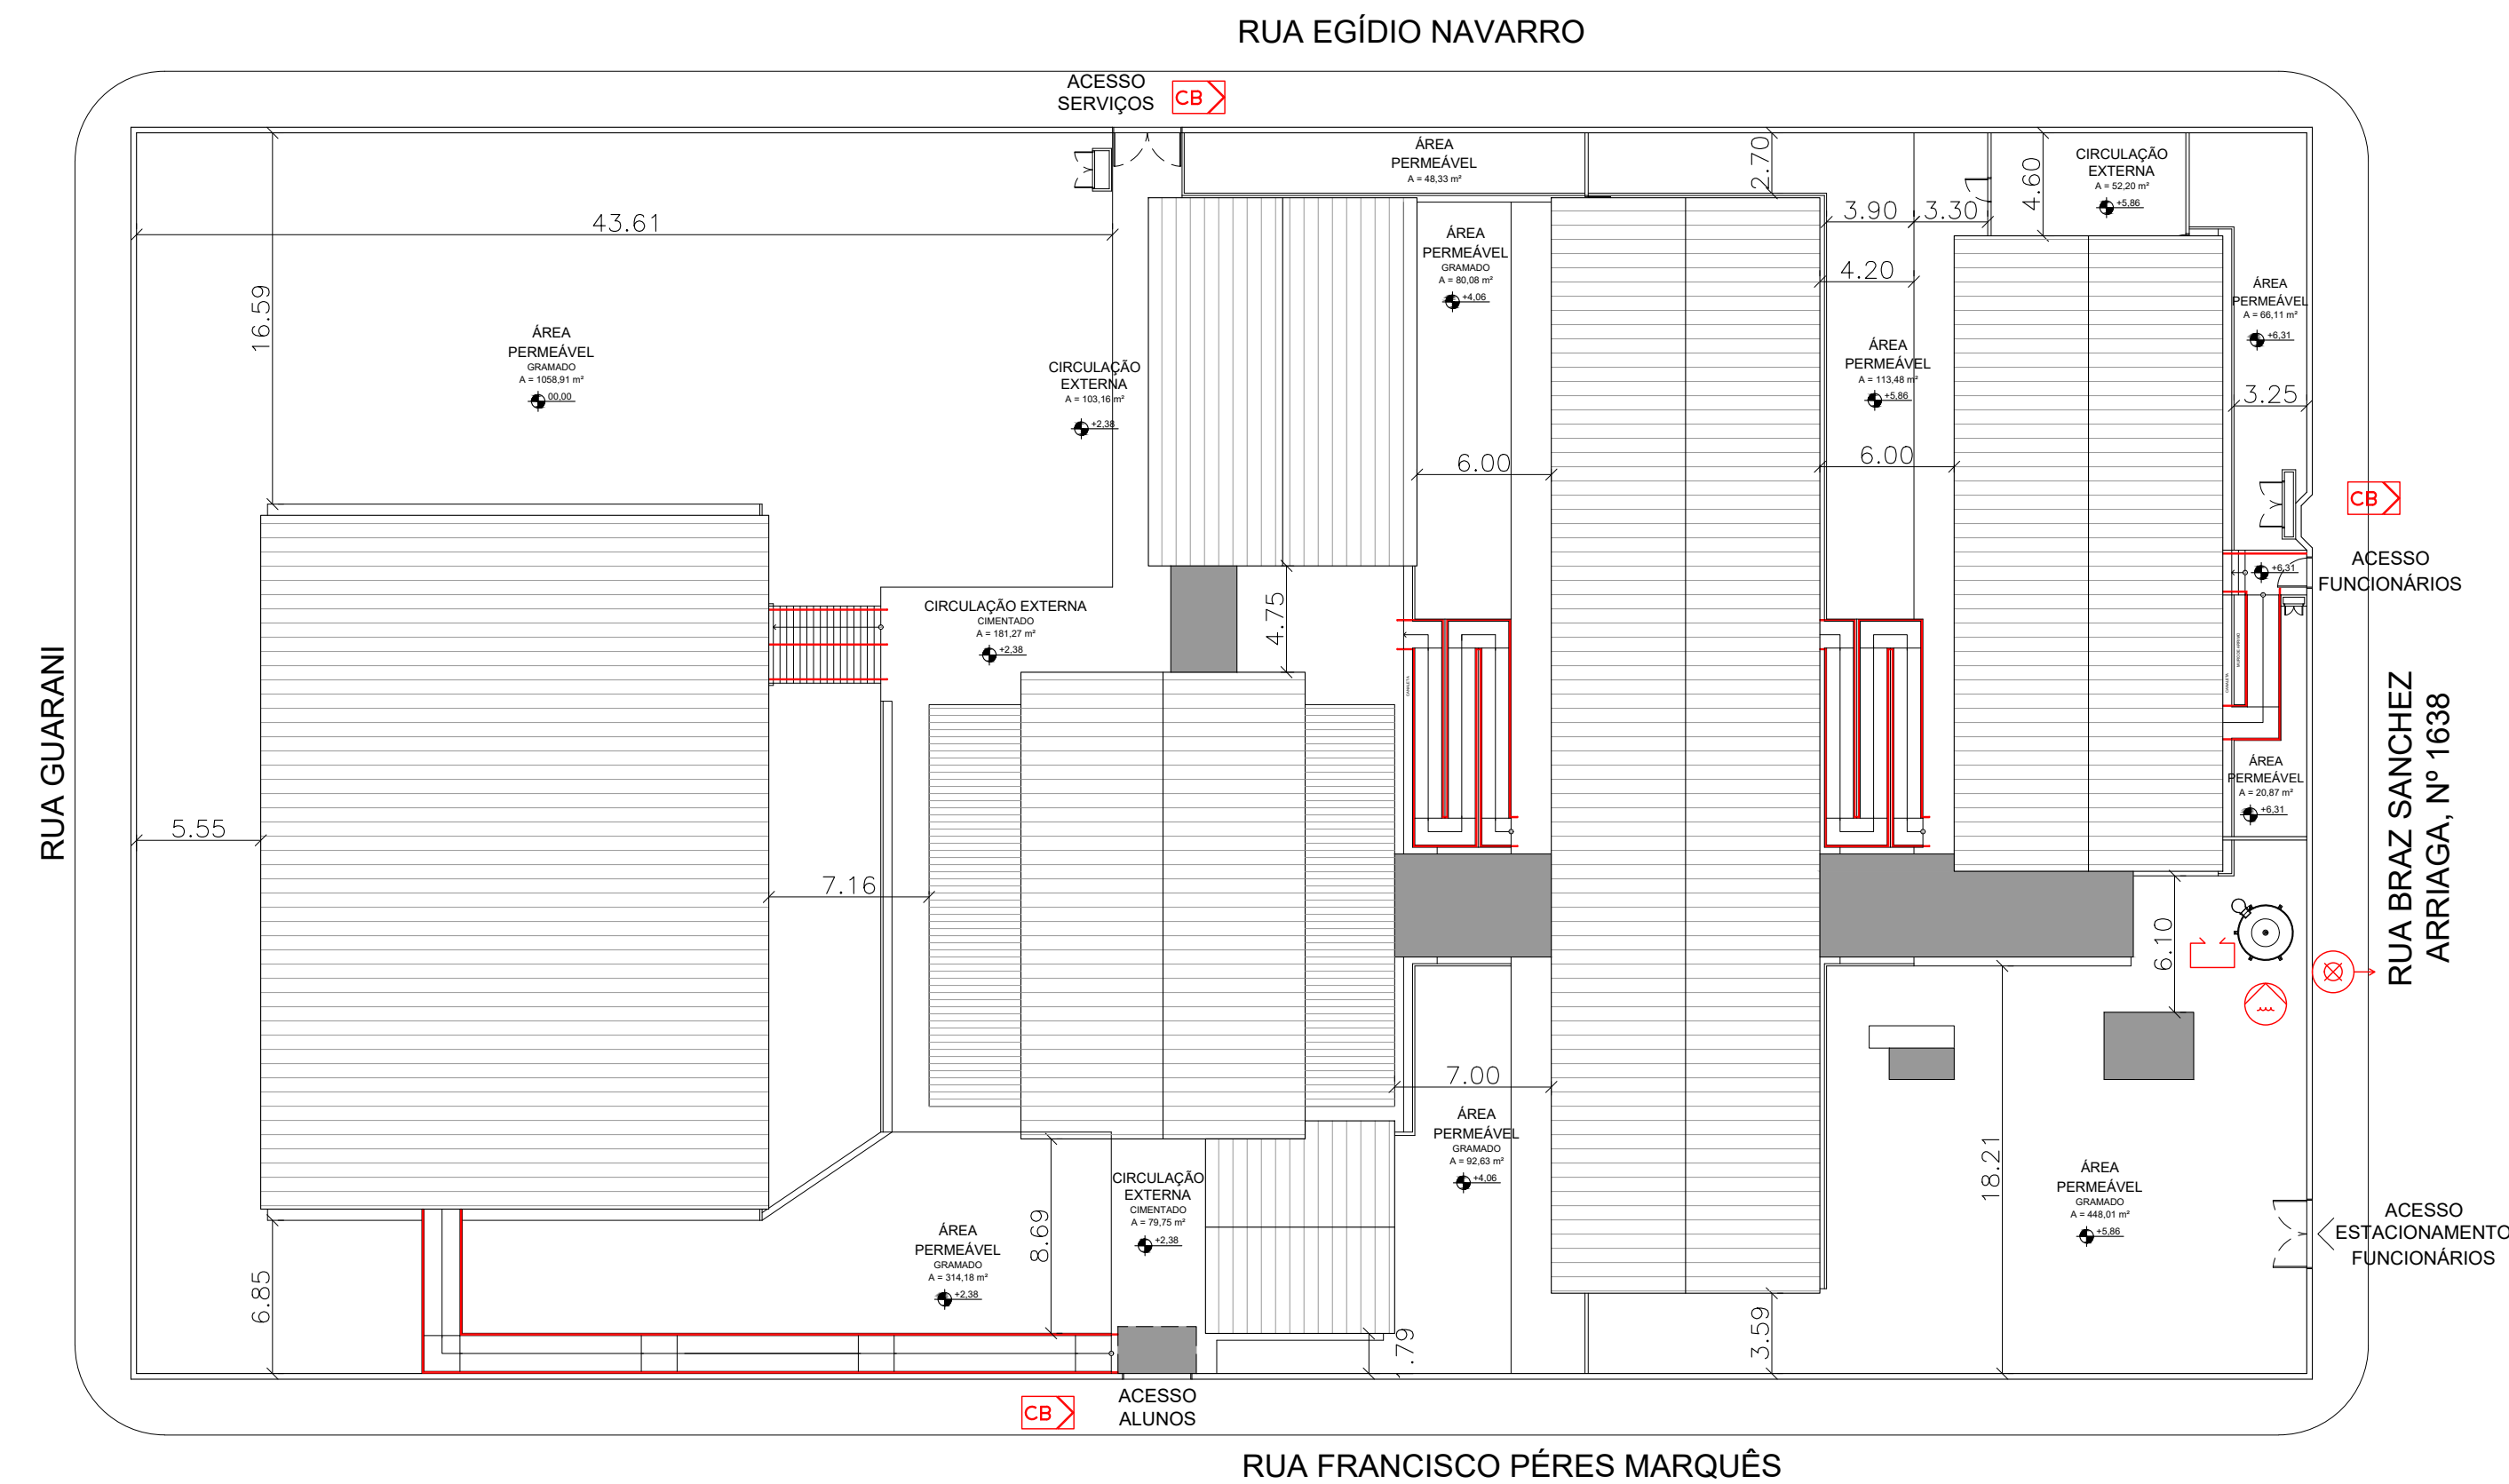 RUA EGÍDIO NAVARRO
ACESSO
SERVIÇOS
CB
ÁREA
PERMEÁVEL
A = 48,33 m²
2.70
4.60
CIRCULAÇÃO
EXTERNA
A = 52,20 m²
+5,86
43.61
16.59
3.90
3.30
4.20
ÁREA
PERMEÁVEL
GRAMADO
A = 80,08 m²
+4,06
ÁREA
PERMEÁVEL
A = 66,11 m²
+6,31
3.25
ÁREA
PERMEÁVEL
GRAMADO
A = 1058,91 m²
00,00
CIRCULAÇÃO
EXTERNA
A = 103,16 m²
+2,38
ÁREA
PERMEÁVEL
A = 113,48 m²
+5,86
6.00
6.00
CB
ACESSO
FUNCIONÁRIOS
+6,31
CIRCULAÇÃO EXTERNA
CIMENTADO
A = 181,27 m²
+2,38
4.75
RUA GUARANI
RUA BRAZ SANCHEZ
ARRIAGA, Nº 1638
ÁREA
PERMEÁVEL
A = 20,87 m²
+6,31
5.55
7.16
6.10
7.00
ÁREA
PERMEÁVEL
GRAMADO
A = 92,63 m²
+4,06
18.21
ÁREA
PERMEÁVEL
GRAMADO
A = 448,01 m²
+5,86
CIRCULAÇÃO
EXTERNA
CIMENTADO
A = 79,75 m²
+2,38
8.69
ÁREA
PERMEÁVEL
GRAMADO
A = 314,18 m²
+2,38
6.85
.79
3.59
ACESSO
ESTACIONAMENTO
FUNCIONÁRIOS
CB
ACESSO
ALUNOS
RUA FRANCISCO PÉRES MARQUÊS